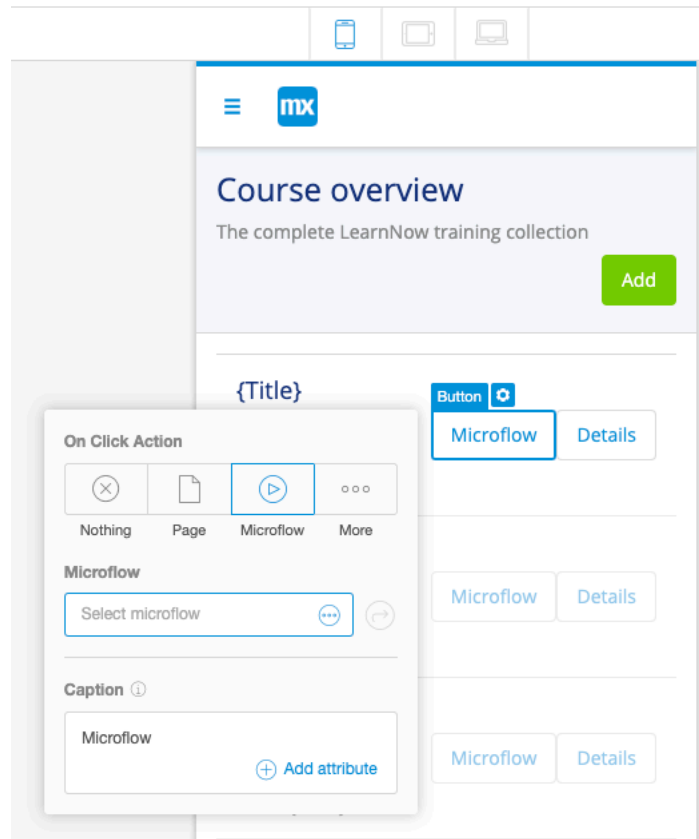 mx
Course overview
The complete LearnNow training collection
Add
{Title}
Button
Microflow Details
On Click Action
Nothing Page Microflow More
Microflow
Select microflow
Caption
Microflow
Add attribute
Microflow Details
Microflow Details